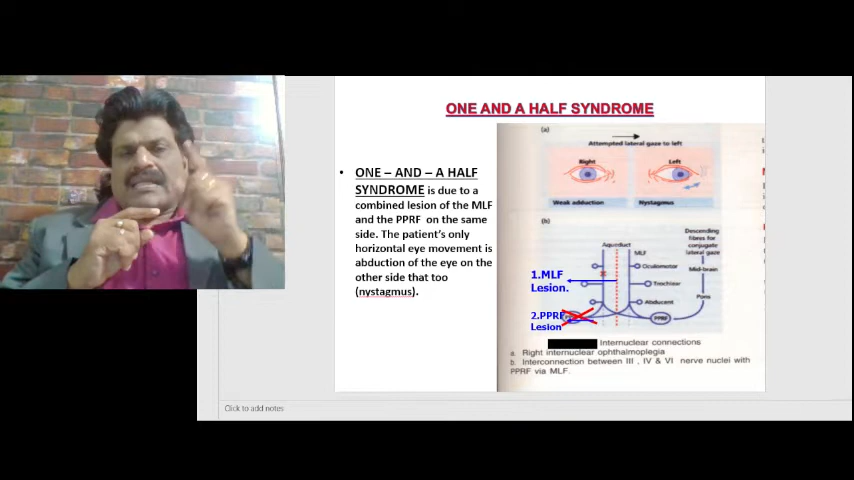 ONE AND A HALF SYNDROME
• ONE – AND – A HALF
SYNDROME is due to a
combined lesion of the MLF
and the PPRF on the same
side. The patient's only
horizontal eye movement is
abduction of the eye on the
other side that too
(nystagmus).
(a)
Attempted lateral gaze to left
Right
Left
Weak adduction
Nystagmus
(b)
Descending
fibres for
conjugate
lateral gaze
Aqueduct
MLF
Oculomotor
Mid-brain
1.MLF
Lesion.
Trochlear
Pons
Abducent
2.PPRF
Lesion
PPRF
Internuclear connections
a. Right internuclear ophthalmoplegia
b. Interconnection between III , IV & VI nerve nuclei with
PPRF via MLF.
Click to add notes